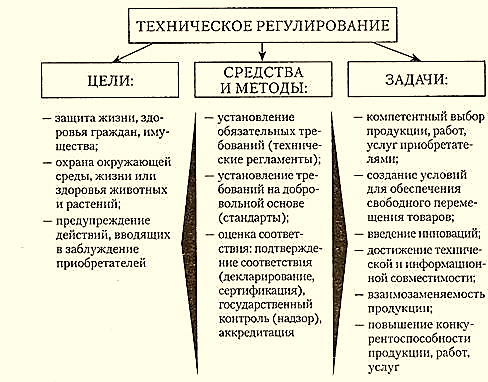 ТЕХНИЧЕСКОЕ РЕГУЛИРОВАНИЕ
ЦЕЛИ:
— защита жизни, здо-
ровья граждан, иму-
щества;
— охрана окружающей
среды, жизни или
здоровья животных
и растений;
— предупреждение
действий, вводящих
в заблуждение
приобретателей
СРЕДСТВА
И МЕТОДЫ:
— установление
обязательных тре-
бований (техниче-
ские регламенты);
— установление тре-
бований на добро-
вольной основе
(стандарты);
— оценка соответ-
ствия: подтвержде-
ние соответствия
(декларирование,
сертификация),
государственный
контроль (надзор),
аккредитация
ЗАДАЧИ:
— компетентный выбор
продукции, работ,
услуг приобретате-
лями;
— создание условий
для обеспечения
свободного переме-
щения товаров;
— введение инноваций;
— достижение техниче-
ской и информацион-
ной совместимости;
— взаимозаменяемость
продукции;
— повышение конку-
рентоспособности
продукции, работ,
услуг